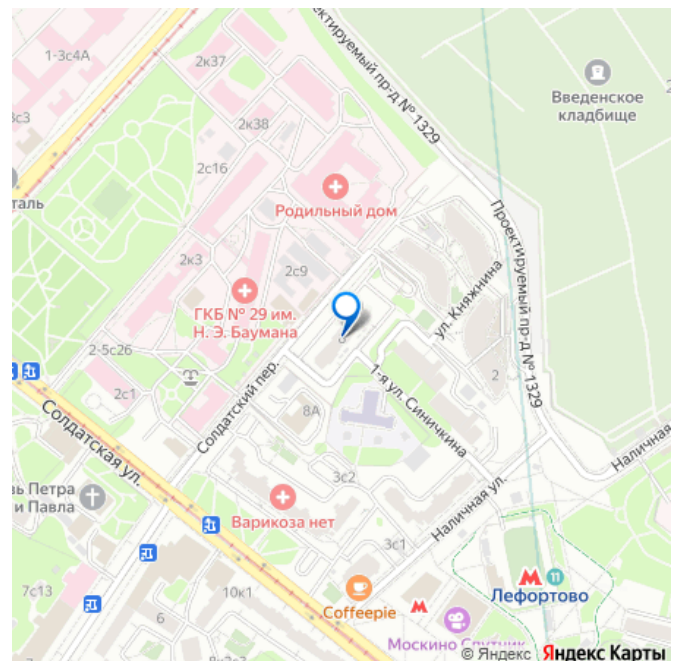 1-3с4А
2к37
Проектируемый пр-д № 1329
Введенское
кладбище
3с3
2к38
2с16
таль
Родильный дом
Проектируемый пр-д № 1329
2к3
2с9
ул. Княжнина
ГКБ № 29 им.
Н. Э. Баумана
2-5с26
1-я ул. Синичкина
2
2с1
Солдатский пер.
8А
Солдатская ул.
Наличная
3с2
вь Петра
и Павла
Варикоза нет
Наличная ул.
3с1
7с13
10к1
11
Лефортово
Coffeepie
6
Москино Спутник
8к2с2
© Яндекс Яндекс Карты